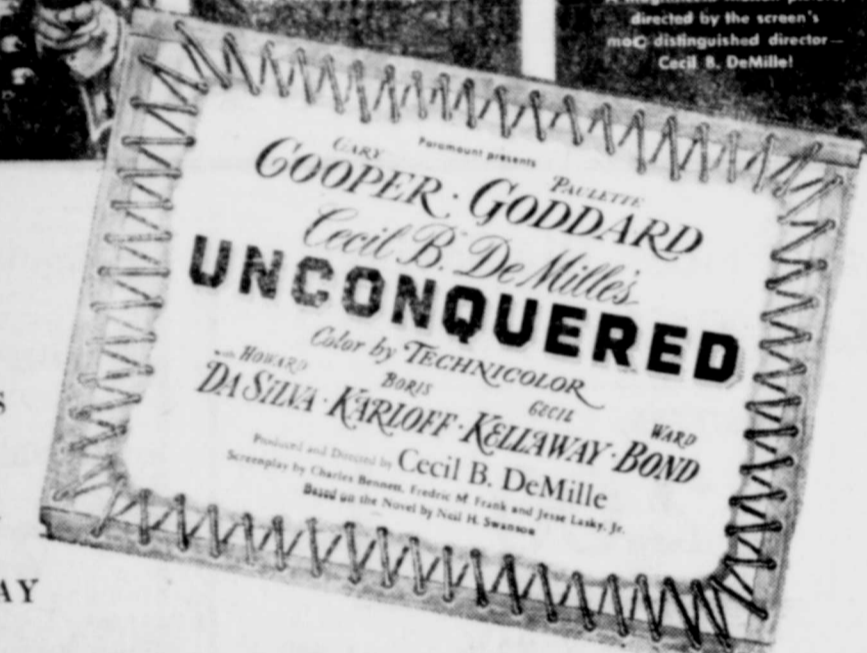 directed by the screen's
distinguished director—
Cecil B. DeMille!
Paramount presents
GARY PAULETTE
COOPER · GODDARD
Cecil B. DeMille's
UNCONQUERED
Color by TECHNICOLOR
with HOWARD BORIS CECIL WARD
DA SILVA · KARLOFF · KELLAWAY · BOND
Produced and Directed by Cecil B. DeMille
Screenplay by Charles Bennett, Fredric M. Frank and Jesse Lasky, Jr.
Based on the Novel by Neil H. Swanson
S
AY